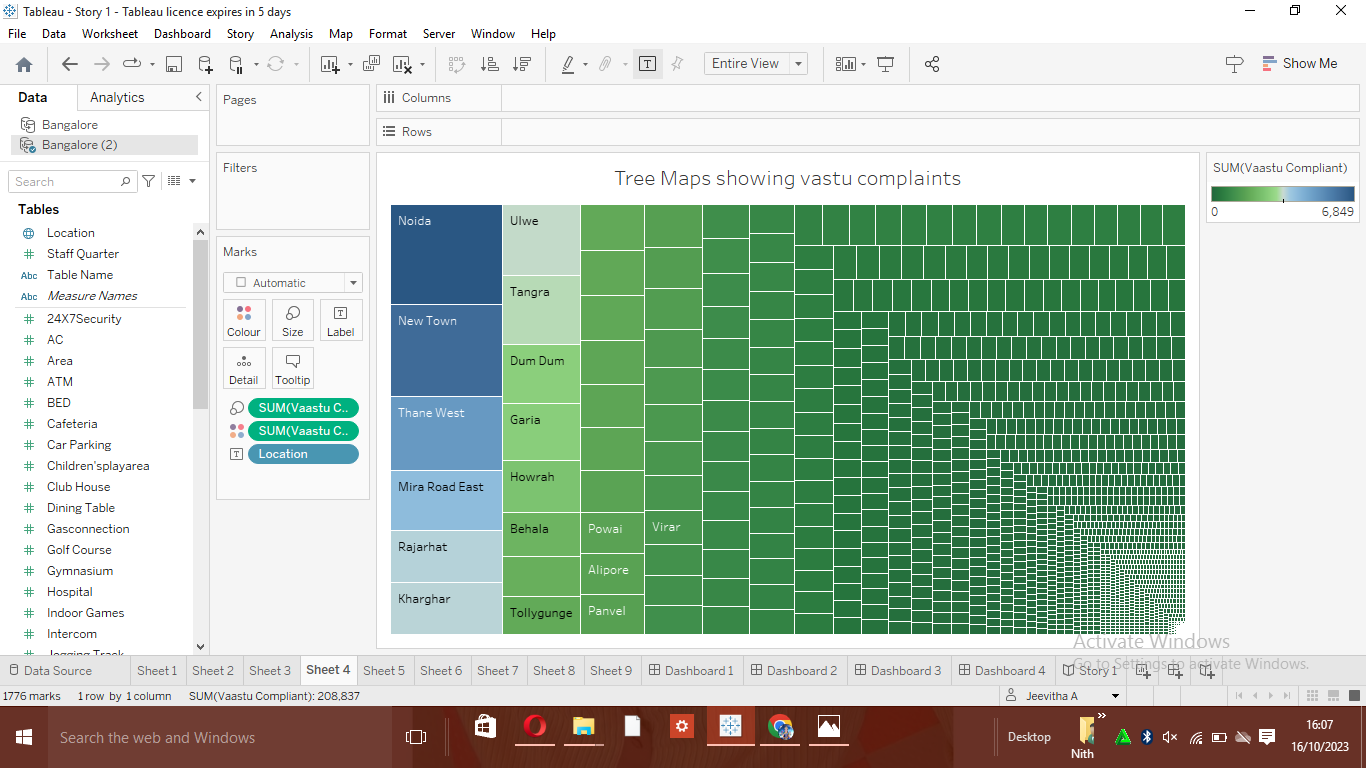 Tableau - Story 1 - Tableau licence expires in 5 days
File Data Worksheet Dashboard Story Analysis Map Format Server Window Help
Entire View
Show Me
Data Analytics
Bangalore
Bangalore (2)
Search
Tables
Location
Staff Quarter
Abc Table Name
Abc Measure Names
24X7Security
AC
Area
ATM
BED
Cafeteria
Car Parking
Children'splayarea
Club House
Dining Table
Gasconnection
Golf Course
Gymnasium
Hospital
Indoor Games
Intercom
Jogging Track
Pages
Filters
Marks
Automatic
Colour Size Label
Detail Tooltip
SUM(Vaastu C..
SUM(Vaastu C..
Location
Columns
Rows
Tree Maps showing vastu complaints
Noida
New Town
Thane West
Mira Road East
Rajarhat
Kharghar
Ulwe
Tangra
Dum Dum
Garia
Howrah
Behala
Tollygunge
Powai
Alipore
Panvel
Virar
SUM(Vaastu Compliant)
0 6,849
Activate Windows
Go to Settings to activate Windows.
Data Source Sheet 1 Sheet 2 Sheet 3 Sheet 4 Sheet 5 Sheet 6 Sheet 7 Sheet 8 Sheet 9 Dashboard 1 Dashboard 2 Dashboard 3 Dashboard 4 Story 1
1776 marks 1 row by 1 column SUM(Vaastu Compliant): 208,837 Jeevitha A
Search the web and Windows
Desktop
Nith
16:07
16/10/2023